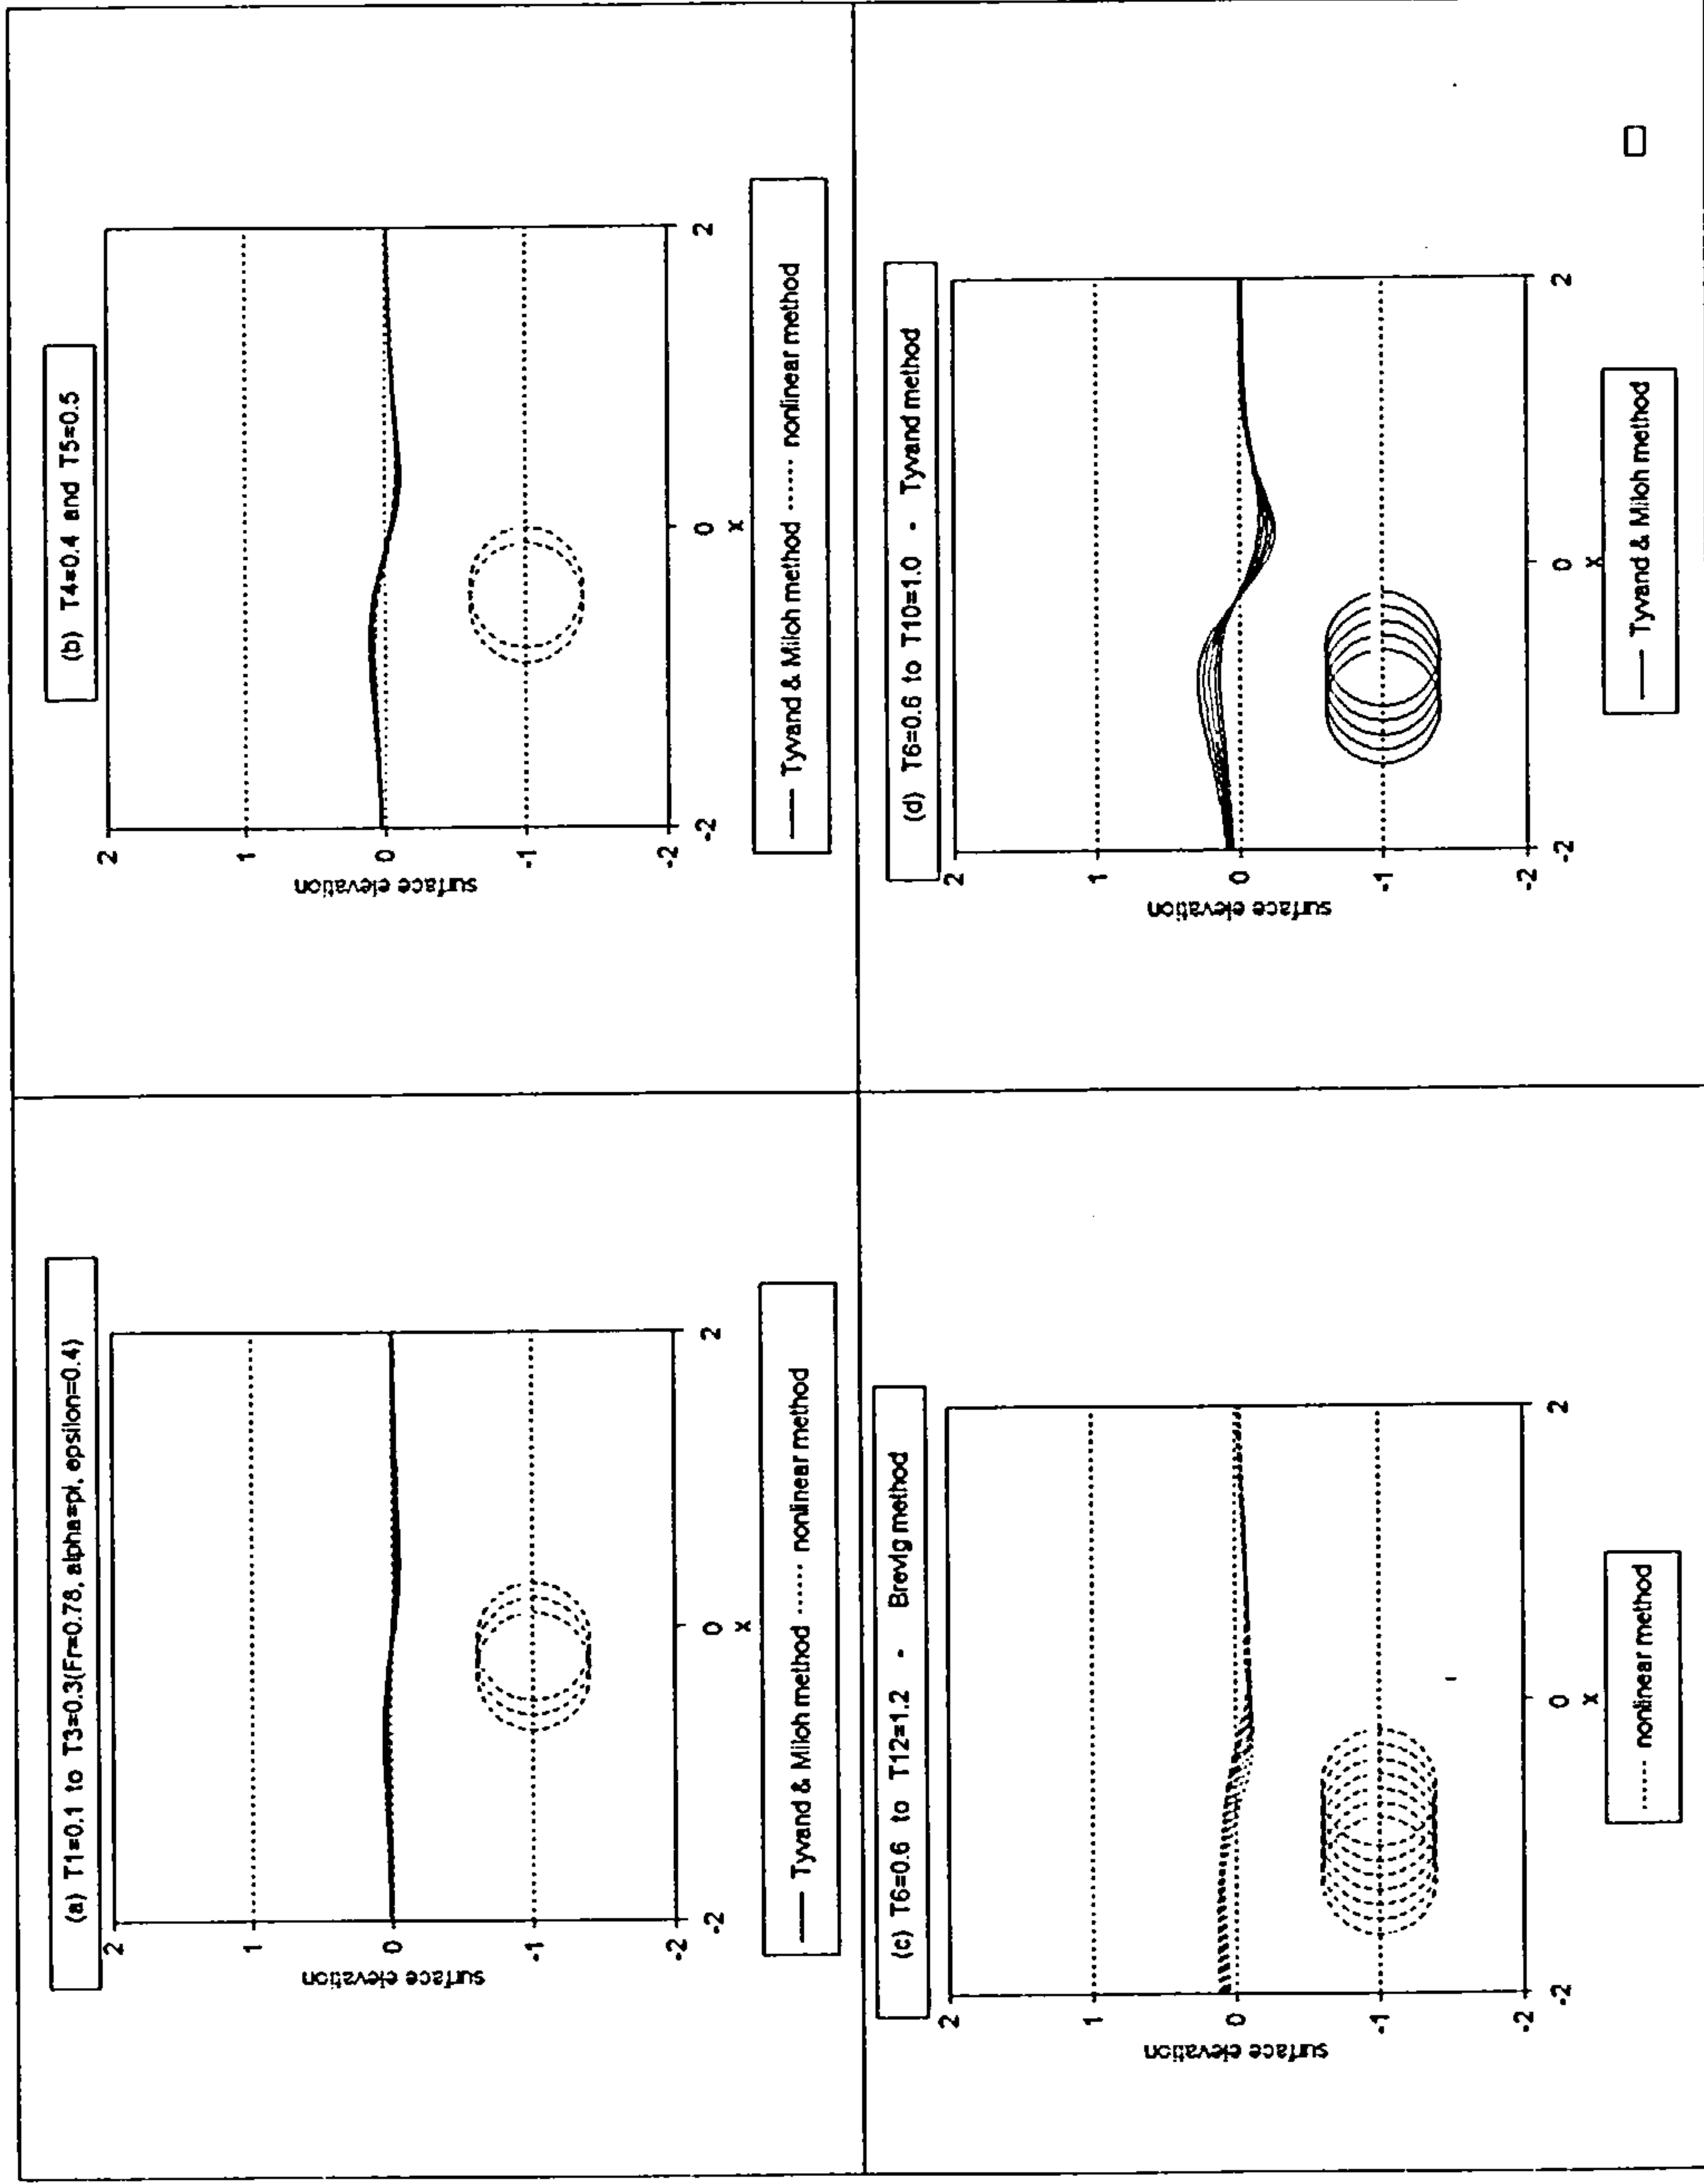 (a) T1=0.1 to T3=0.3(Fr=0.78, alpha=pi, epsion=0.4)
surface elevation
2
1
0
-1
-2
-2
0
2
x
Tyvand & Miloh method
nonlinear method
(b) T4=0.4 and T5=0.5
surface elevation
2
1
0
-1
-2
-2
0
2
x
Tyvand & Miloh method
nonlinear method
(c) T6=0.6 to T12=1.2 - Brevig method
surface elevation
2
1
0
-1
-2
-2
0
2
x
nonlinear method
(d) T6=0.6 to T10=1.0 - Tyvand method
surface elevation
2
1
0
-1
-2
-2
0
2
x
Tyvand & Miloh method